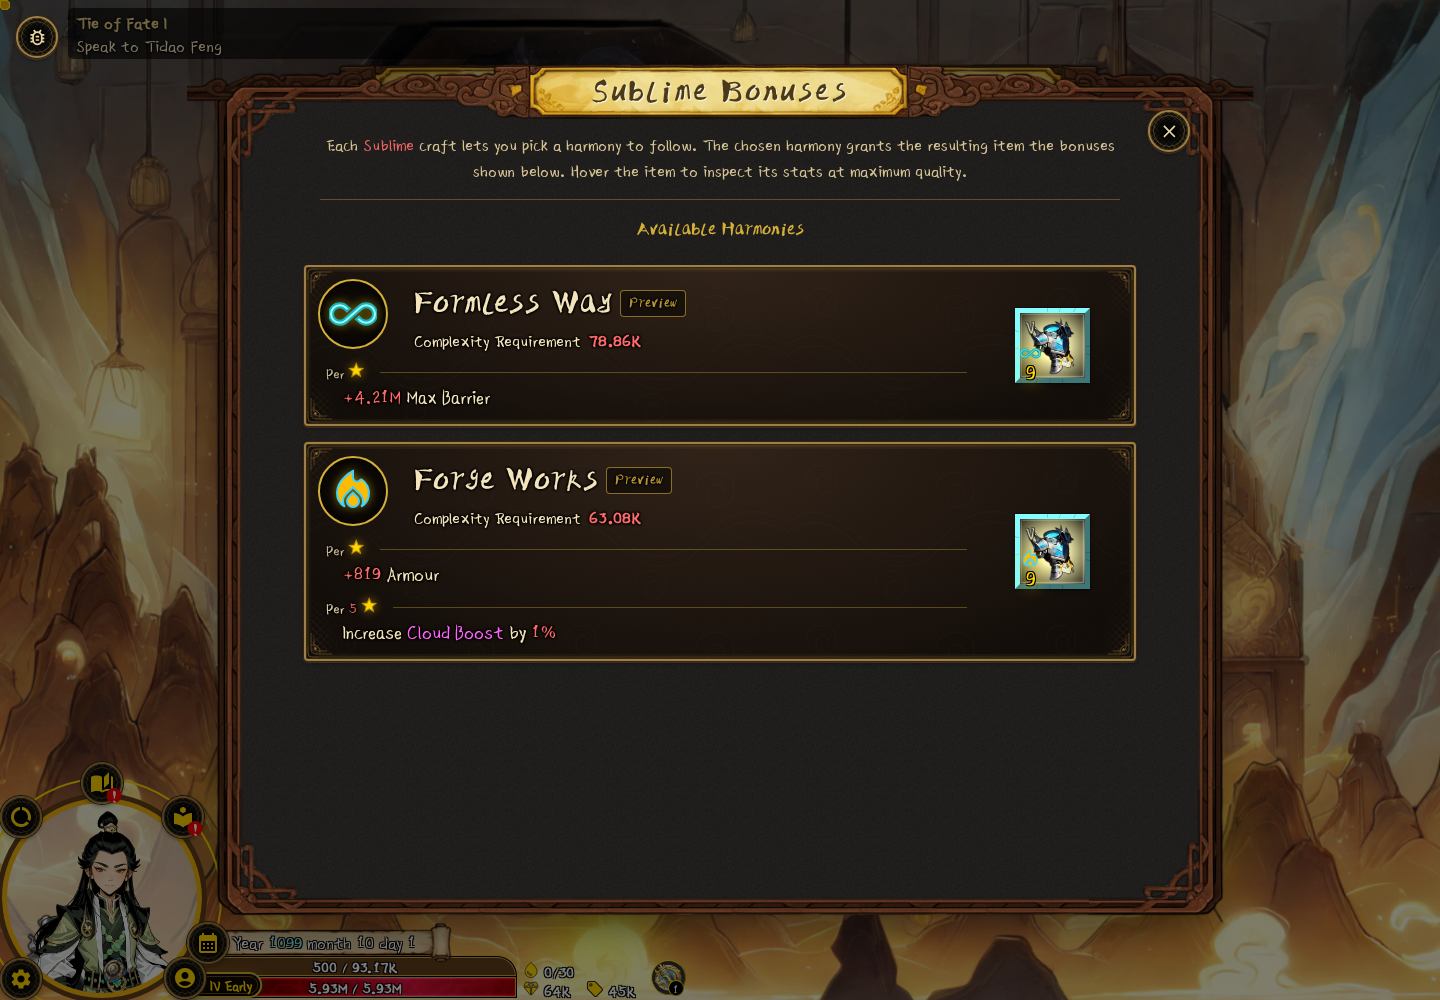 Tie of Fate I
Speak to Tidao Feng
Sublime Bonuses
Each Sublime craft lets you pick a harmony to follow. The chosen harmony grants the resulting item the bonuses
shown below. Hover the item to inspect its stats at maximum quality.
Available Harmonies
Formless Way Preview
Complexity Requirement 78.86K
Per
+4.21M Max Barrier
9
Forge Works Preview
Complexity Requirement 63.08K
Per
+819 Armour
Per 5
Increase Cloud Boost by 1%
9
Year 1099 month 10 day 1
500 / 93.17K
IV Early
5.93M / 5.93M
0/30
64K
45K
1